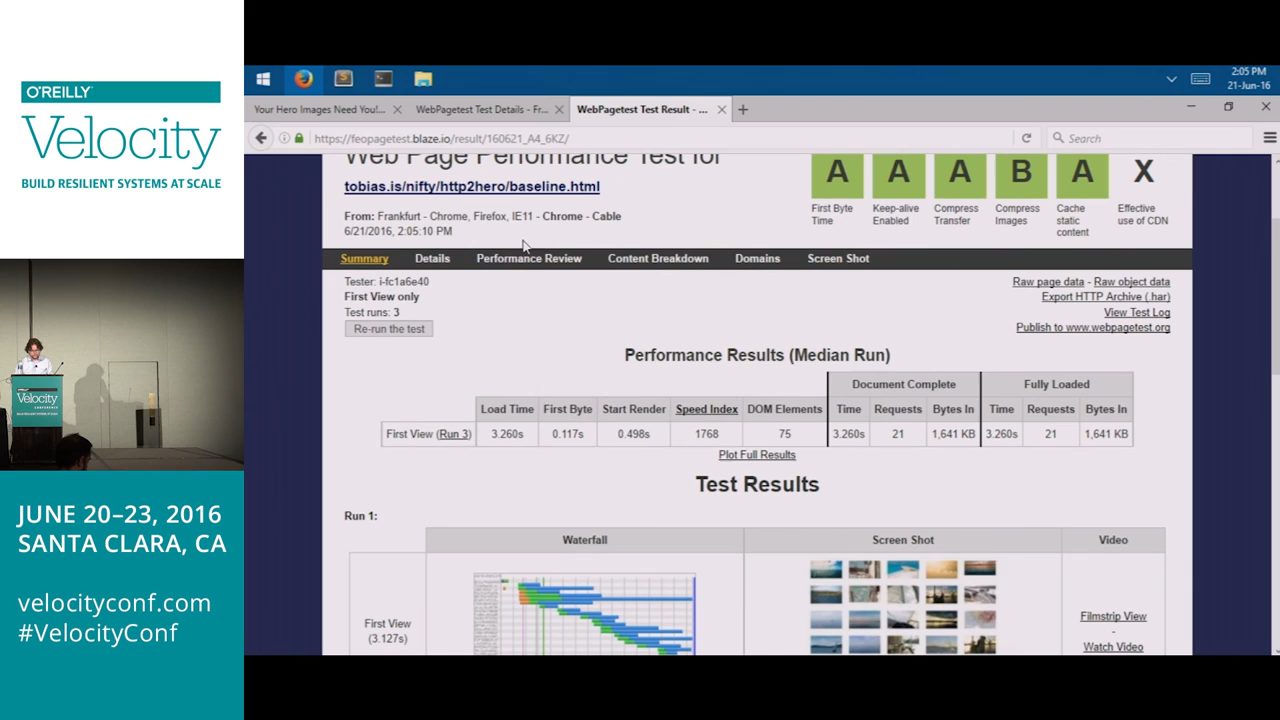 O'REILLY
Velocity
BUILD RESILIENT SYSTEMS AT SCALE
JUNE 20–23, 2016
SANTA CLARA, CA
velocityconf.com
#VelocityConf
Velocity
2:05 PM
21-Jun-16
Your Hero Images Need You!...
WebPagetest Test Details - Fr...
WebPagetest Test Result - ...
https://feopagetest.blaze.io/result/160621_A4_6KZ/
Search
Web Page Performance Test for
tobias.is/nifty/http2hero/baseline.html
From: Frankfurt - Chrome, Firefox, IE11 - Chrome - Cable
6/21/2016, 2:05:10 PM
A A A B A X
First Byte Time
Keep-alive Enabled
Compress Transfer
Compress Images
Cache static content
Effective use of CDN
Summary Details Performance Review Content Breakdown Domains Screen Shot
Tester: i-fc1a6e40
First View only
Test runs: 3
Re-run the test
Raw page data - Raw object data
Export HTTP Archive (.har)
View Test Log
Publish to www.webpagetest.org
Performance Results (Median Run)
Document Complete Fully Loaded
Load Time First Byte Start Render Speed Index DOM Elements Time Requests Bytes In Time Requests Bytes In
First View (Run 3) 3.260s 0.117s 0.498s 1768 75 3.260s 21 1,641 KB 3.260s 21 1,641 KB
Plot Full Results
Test Results
Run 1:
Waterfall Screen Shot Video
First View
(3.127s)
Filmstrip View
-
Watch Video